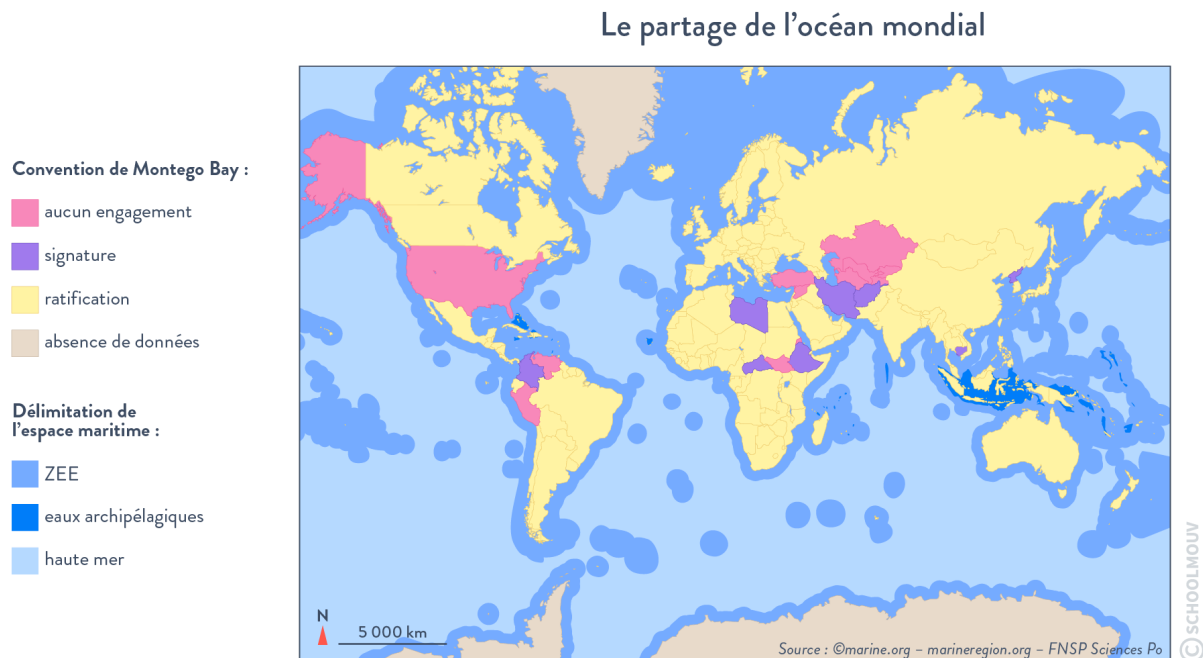 Le partage de l'océan mondial
Convention de Montego Bay :
aucun engagement
signature
ratification
absence de données
Délimitation de
l'espace maritime :
ZEE
eaux archipélagiques
haute mer
N
5 000 km
Source : ©marine.org – marineregion.org – FNSP Sciences Po
© SCHOOLMOUV